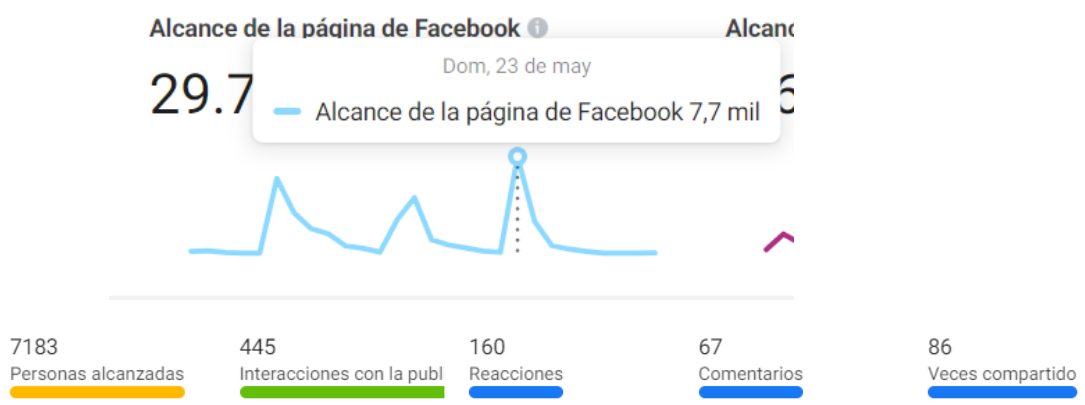 Alcance de la página de Facebook
Alcanc
Dom, 23 de may
29.7
Alcance de la página de Facebook 7,7 mil
7183
445
160
67
86
Personas alcanzadas
Interacciones con la publ
Reacciones
Comentarios
Veces compartido